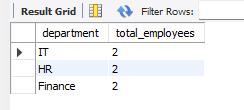 Result Grid Filter Rows:
department total_employees
IT 2
HR 2
Finance 2